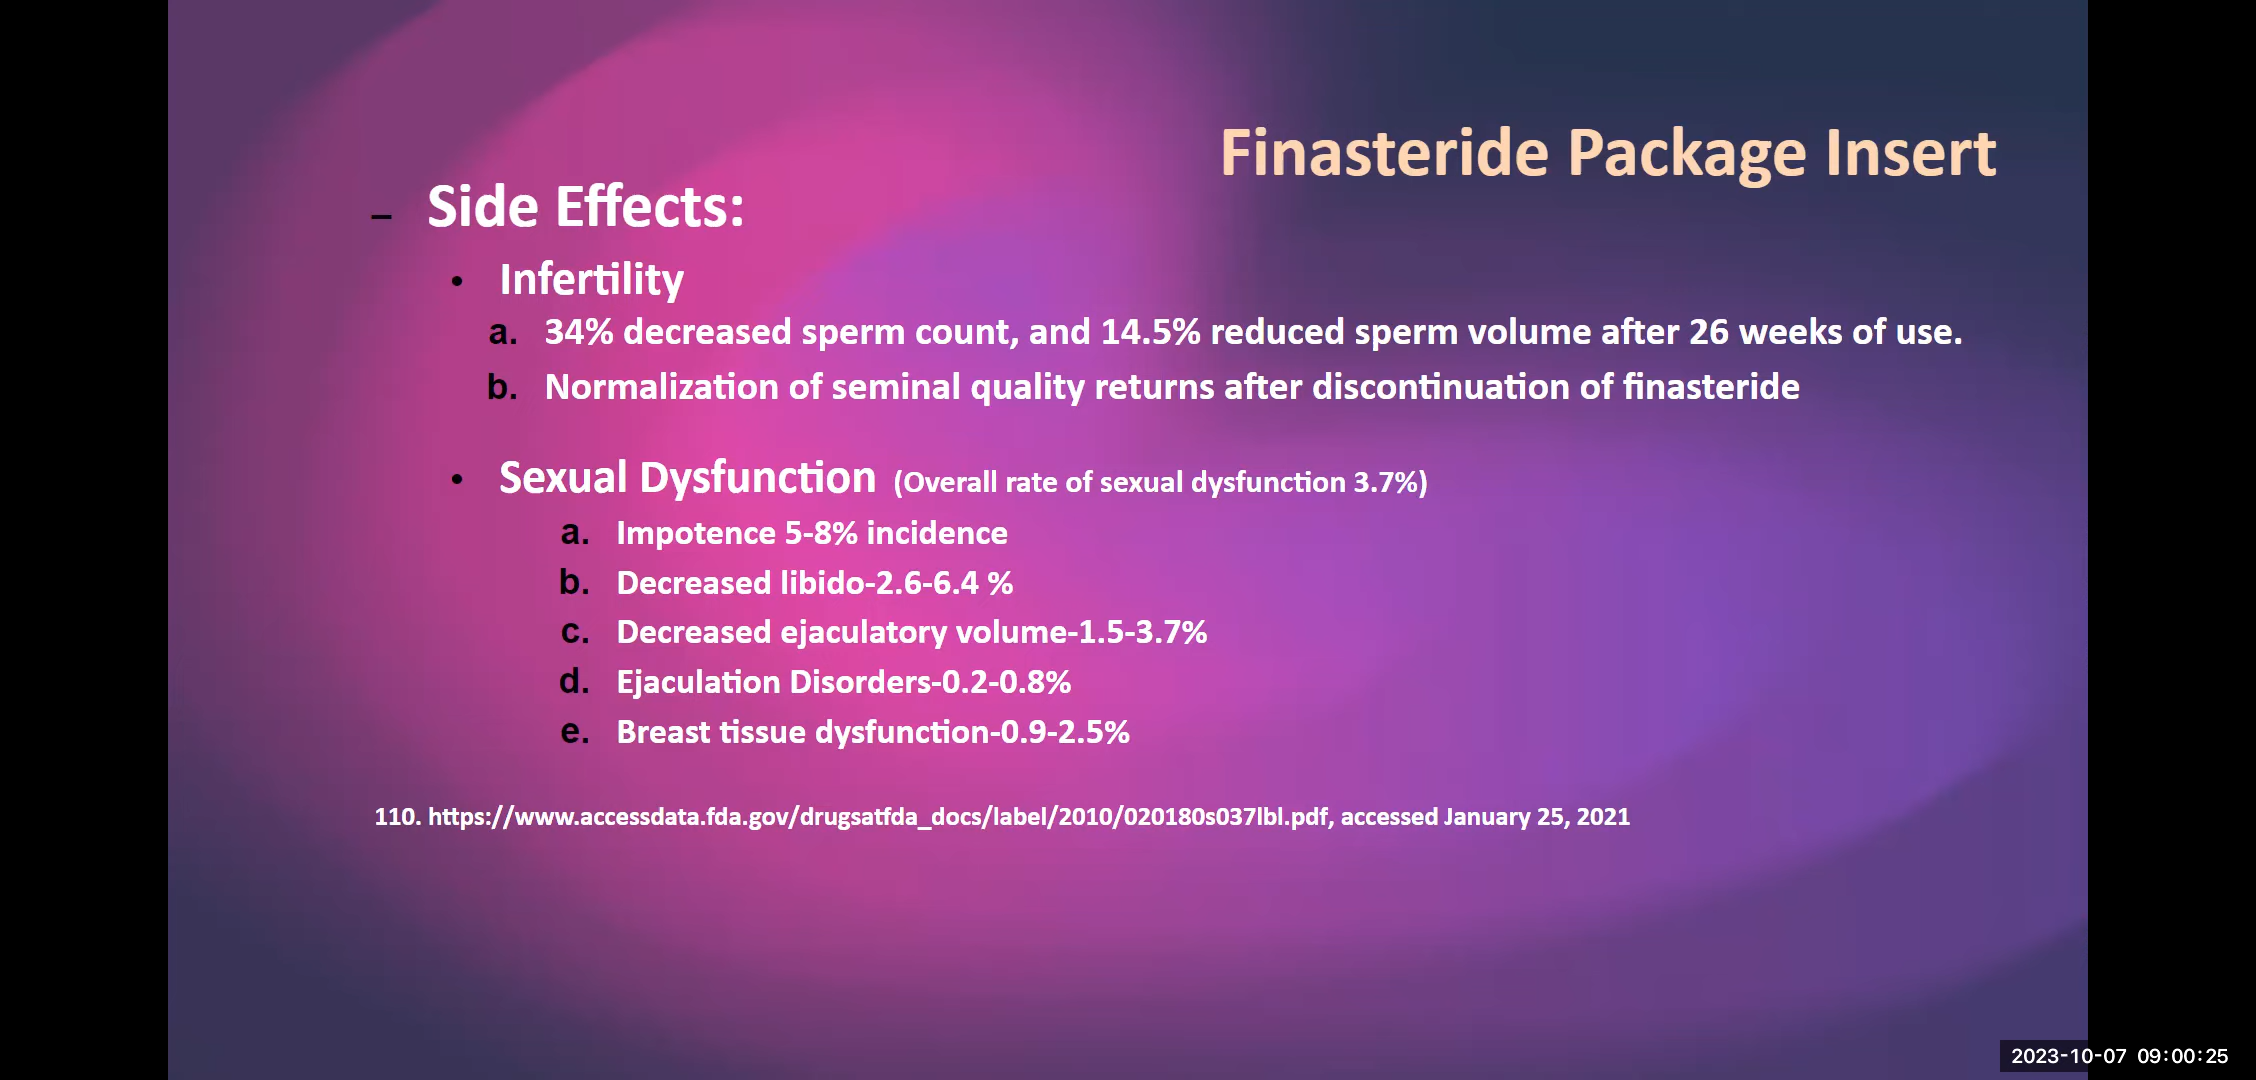 Finasteride Package Insert
– Side Effects:
• Infertility
a. 34% decreased sperm count, and 14.5% reduced sperm volume after 26 weeks of use.
b. Normalization of seminal quality returns after discontinuation of finasteride
• Sexual Dysfunction (Overall rate of sexual dysfunction 3.7%)
a. Impotence 5-8% incidence
b. Decreased libido-2.6-6.4 %
c. Decreased ejaculatory volume-1.5-3.7%
d. Ejaculation Disorders-0.2-0.8%
e. Breast tissue dysfunction-0.9-2.5%
110. https://www.accessdata.fda.gov/drugsatfda_docs/label/2010/020180s037lbl.pdf, accessed January 25, 2021
2023-10-07 09:00:25